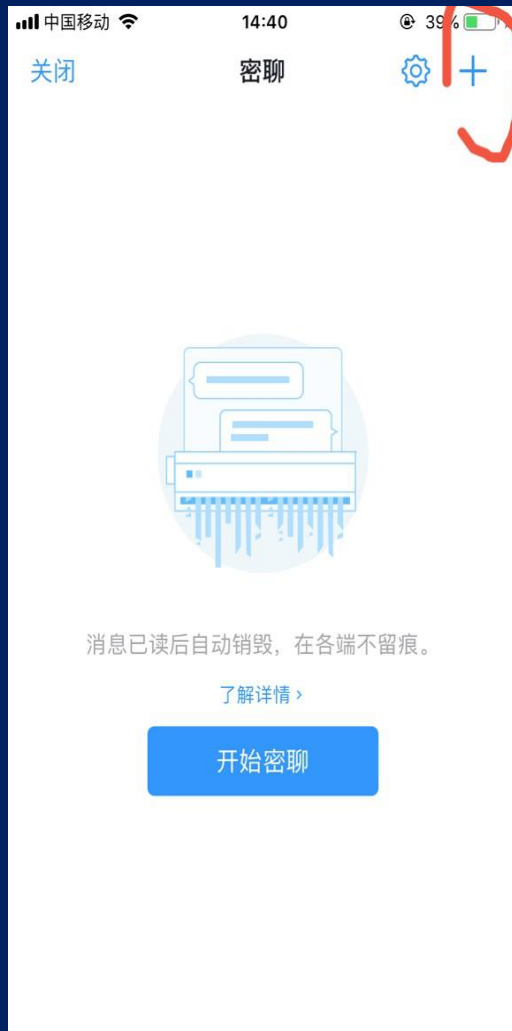 中国移动 14:40 39%
关闭 密聊
消息已读后自动销毁，在各端不留痕。
了解详情 >
开始密聊